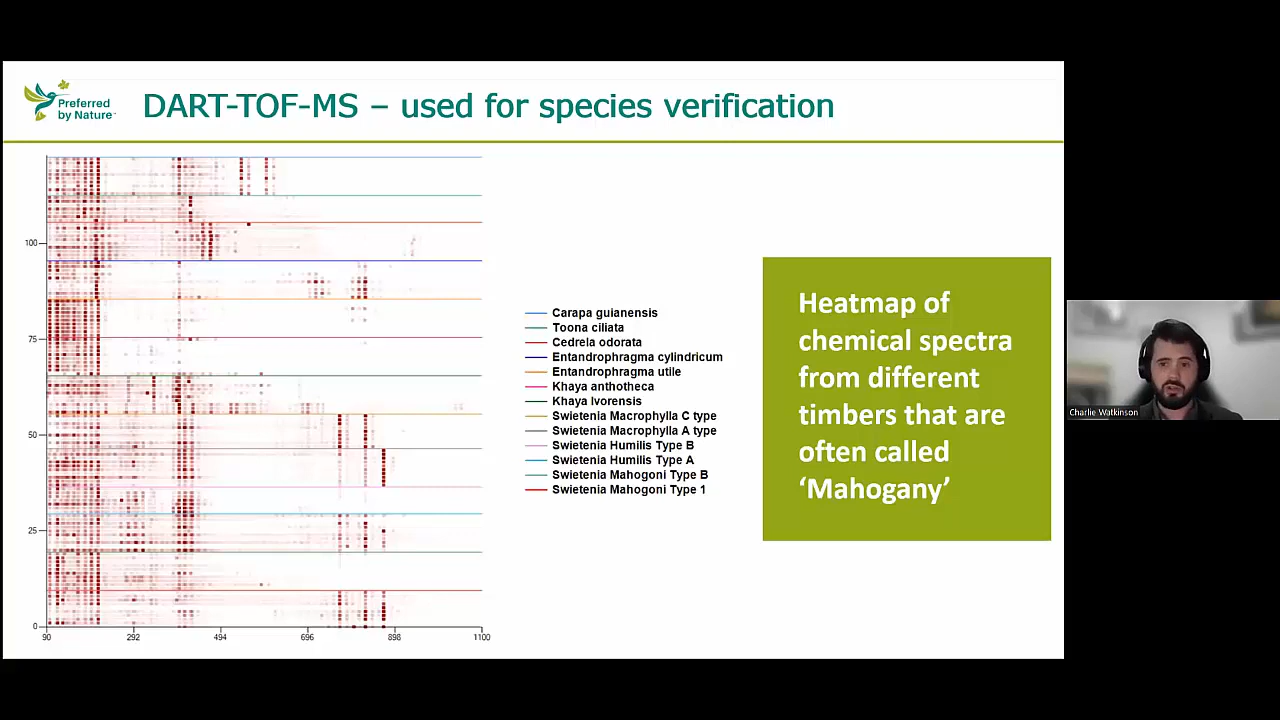 Preferred
by Nature™
DART-TOF-MS – used for species verification
100
75
50
25
0
90
292
494
696
898
1100
Carapa guianensis
Toona ciliata
Cedrela odorata
Entandrophragma cylindricum
Entandrophragma utile
Khaya anthotheca
Khaya Ivorensis
Swietenia Macrophylla C type
Swietenia Macrophylla A type
Swietenia Humilis Type B
Swietenia Humilis Type A
Swietenia Mahogoni Type B
Swietenia Mahogoni Type 1
Heatmap of
chemical spectra
from different
timbers that are
often called
‘Mahogany’
Charlie Watkinson